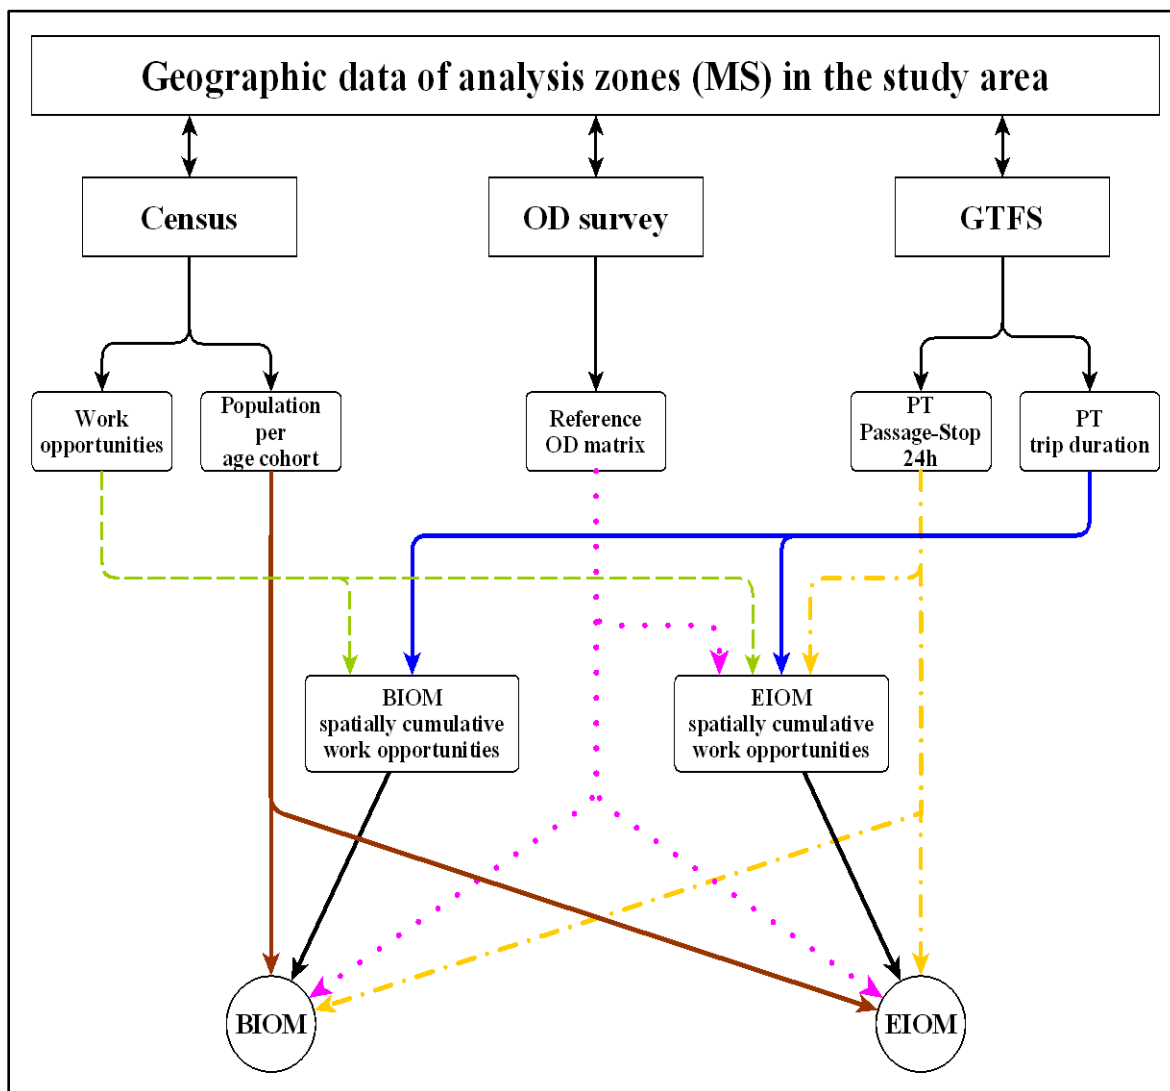 Geographic data of analysis zones (MS) in the study area
Census
OD survey
GTFS
Work
opportunities
Population
per
age cohort
Reference
OD matrix
PT
Passage-Stop
24h
PT
trip duration
BIOM
spatially cumulative
work opportunities
EIOM
spatially cumulative
work opportunities
BIOM
EIOM